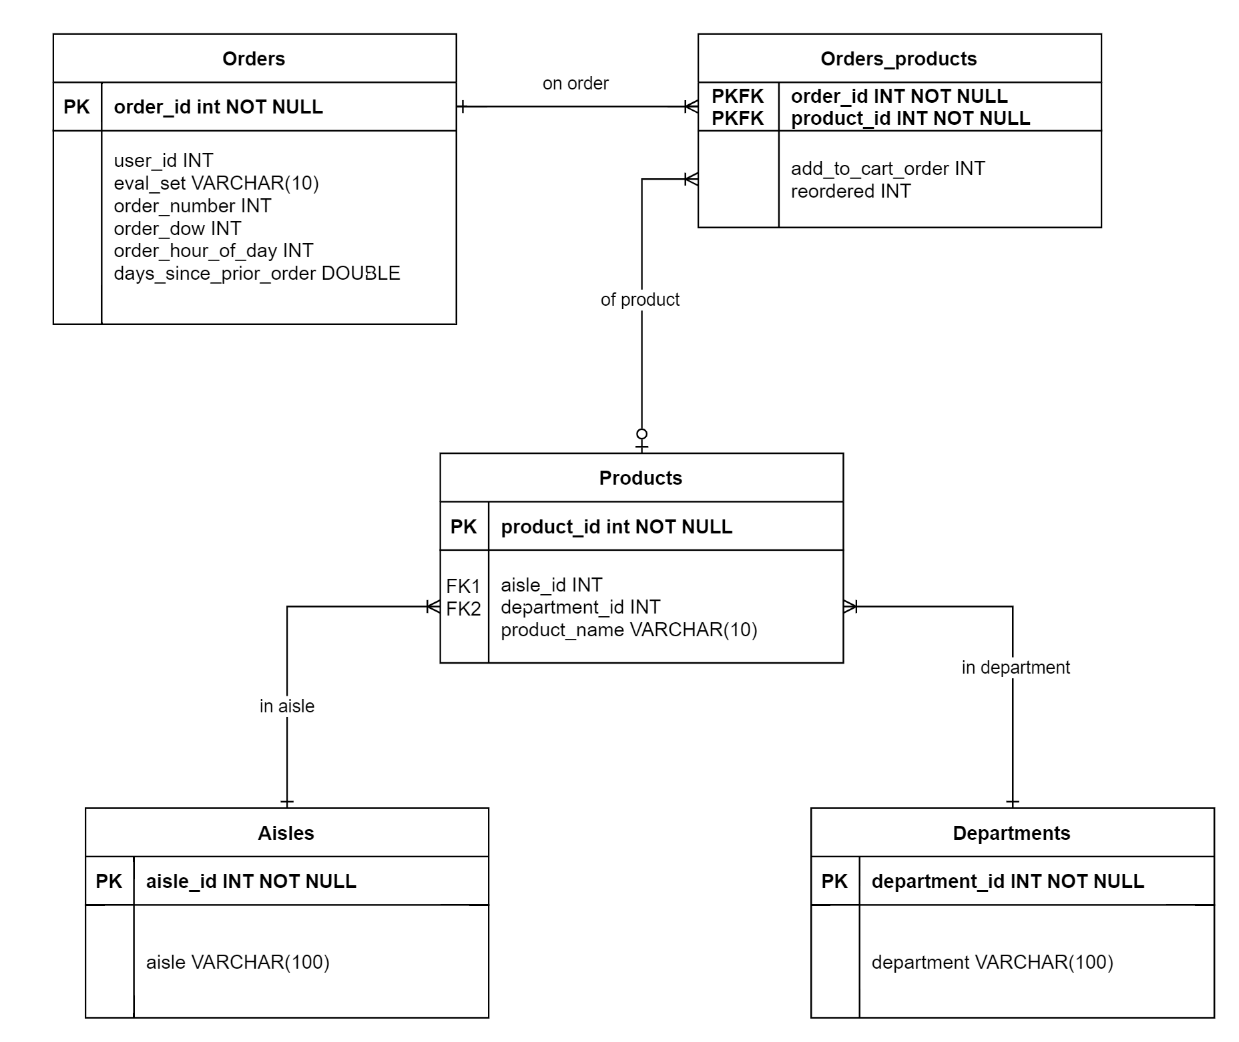 Orders
PK order_id int NOT NULL
user_id INT
eval_set VARCHAR(10)
order_number INT
order_dow INT
order_hour_of_day INT
days_since_prior_order DOUBLE
on order
Orders_products
PKFK order_id INT NOT NULL
PKFK product_id INT NOT NULL
add_to_cart_order INT
reordered INT
of product
Products
PK product_id int NOT NULL
FK1 aisle_id INT
FK2 department_id INT
product_name VARCHAR(10)
in aisle
in department
Aisles
PK aisle_id INT NOT NULL
aisle VARCHAR(100)
Departments
PK department_id INT NOT NULL
department VARCHAR(100)